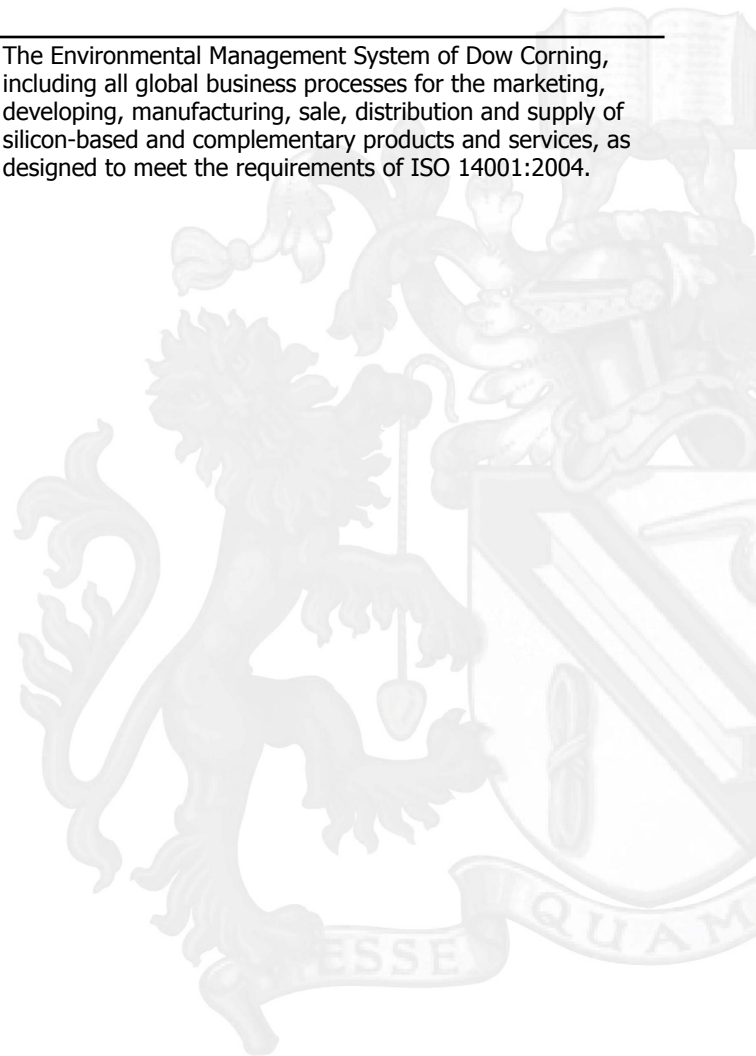 The Environmental Management System of Dow Corning,
including all global business processes for the marketing,
developing, manufacturing, sale, distribution and supply of
silicon-based and complementary products and services, as
designed to meet the requirements of ISO 14001:2004.
ESSE QUAM